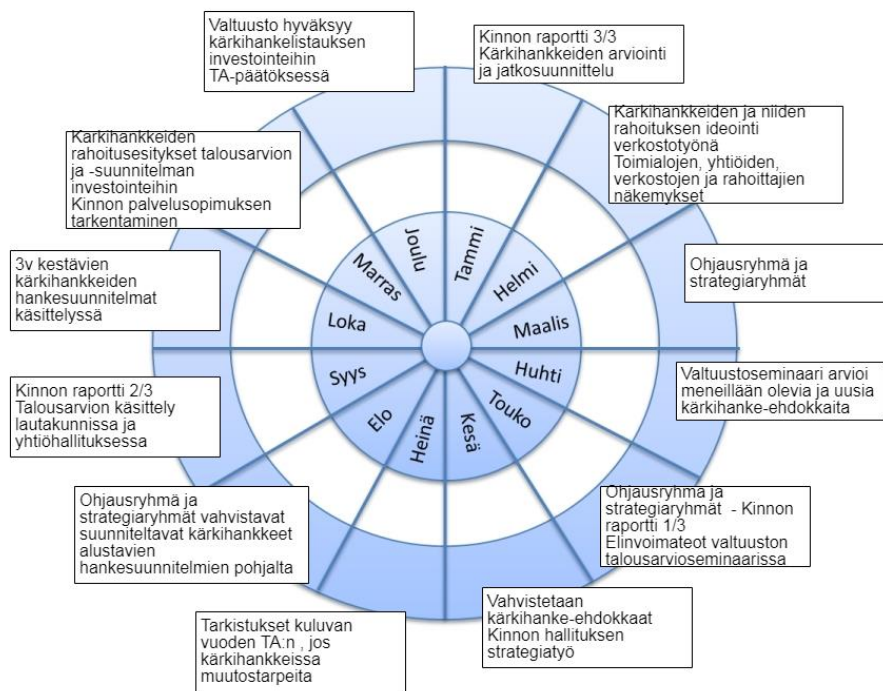 Valtuusto hyväksyy
kärkihankelistauksen
investointeihin
TA-päätöksessä
Kinnon raportti 3/3
Kärkihankkeiden arviointi
ja jatkosuunnittelu
Kärkihankkeiden ja niiden
rahoituksen ideointi
verkostotyönä
Toimialojen, yhtiöiden,
verkostojen ja rahoittajien
näkemykset
Ohjausryhmä ja
strategiaryhmät
Valtuustoseminaari arvioi
meneillään olevia ja uusia
kärkihanke-ehdokkaita
Ohjausryhmä ja
strategiaryhmät - Kinnon
raportti 1/3
Elinvoimateot valtuuston
talousarvioseminaarissa
Vahvistetaan
kärkihanke-ehdokkaat
Kinnon hallituksen
strategiatyö
Tarkistukset kuluvan
vuoden TA:n , jos
kärkihankkeissa
muutostarpeita
Ohjausryhmä ja
strategiaryhmät vahvistavat
suunniteltavat kärkihankkeet
alustavien
hankesuunnitelmien pohjalta
Kinnon raportti 2/3
Talousarvion käsittely
lautakunnissa ja
yhtiöhallituksessa
3v kestävien
kärkihankkeiden
hankesuunnitelmat
käsittelyssä
Kärkihankkeiden
rahoitusesitykset talousarvion
ja -suunnitelman
investointeihin
Kinnon palvelusopimuksen
tarkentaminen
Tammi
Helmi
Maalis
Huhti
Touko
Kesä
Heinä
Elo
Syys
Loka
Marras
Joulu